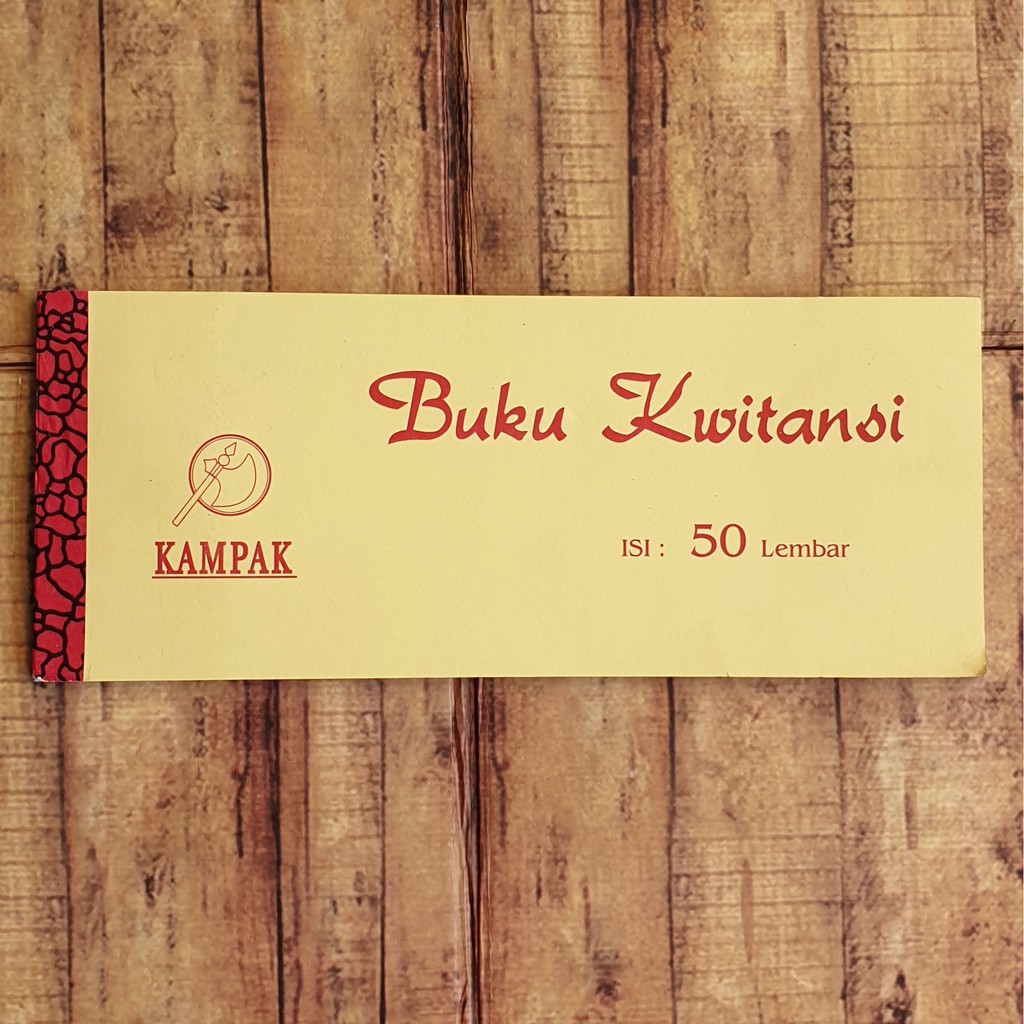 Buku Kwitansi
KAMPAK
ISI : 50 Lembar